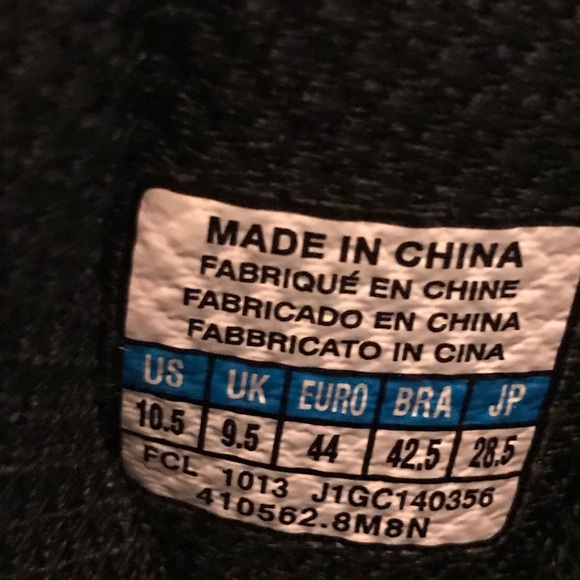 MADE IN CHINA
FABRIQUÉ EN CHINE
FABRICADO EN CHINA
FABBRICATO IN CINA
US UK EURO BRA JP
10.5 9.5 44 42.5 28.5
FCL 1013 J1GC140356
410562.8M8N